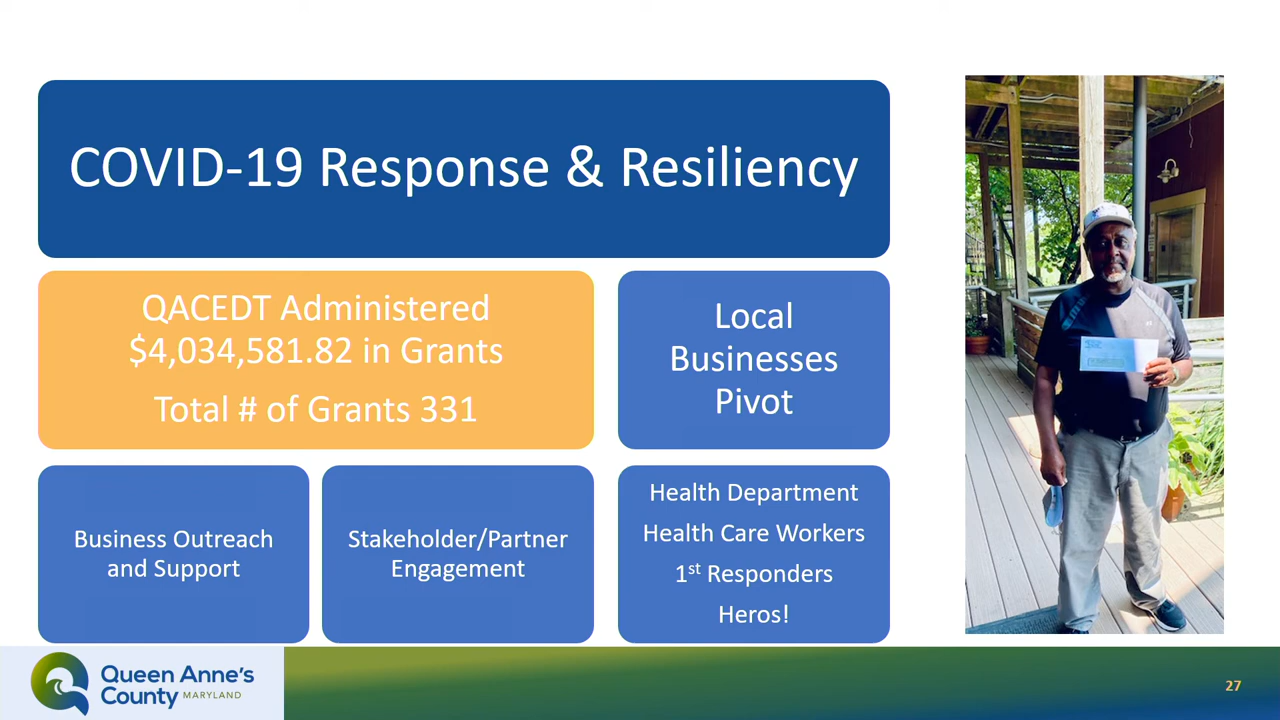 COVID-19 Response & Resiliency
QACEDT Administered
$4,034,581.82 in Grants
Total # of Grants 331
Local
Businesses
Pivot
Business Outreach
and Support
Stakeholder/Partner
Engagement
Health Department
Health Care Workers
1st Responders
Heros!
Queen Anne's
County MARYLAND
27